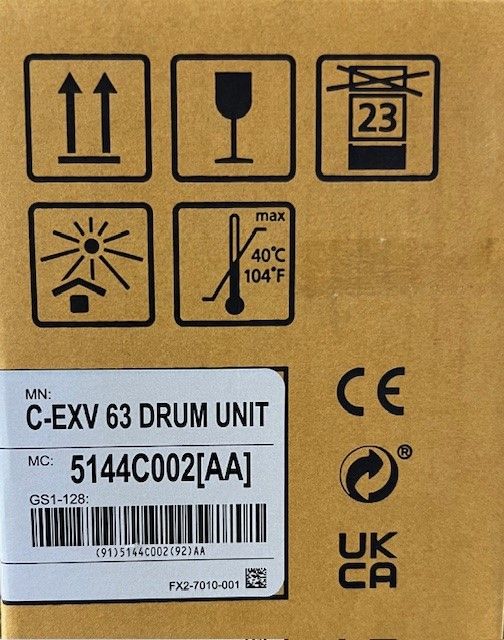 23
max
40°C
104°F
MN:
C-EXV 63 DRUM UNIT
MC: 5144C002[AA]
GS1-128:
(91)5144C002(92)AA
FX2-7010-001
CE
®
UK
CA